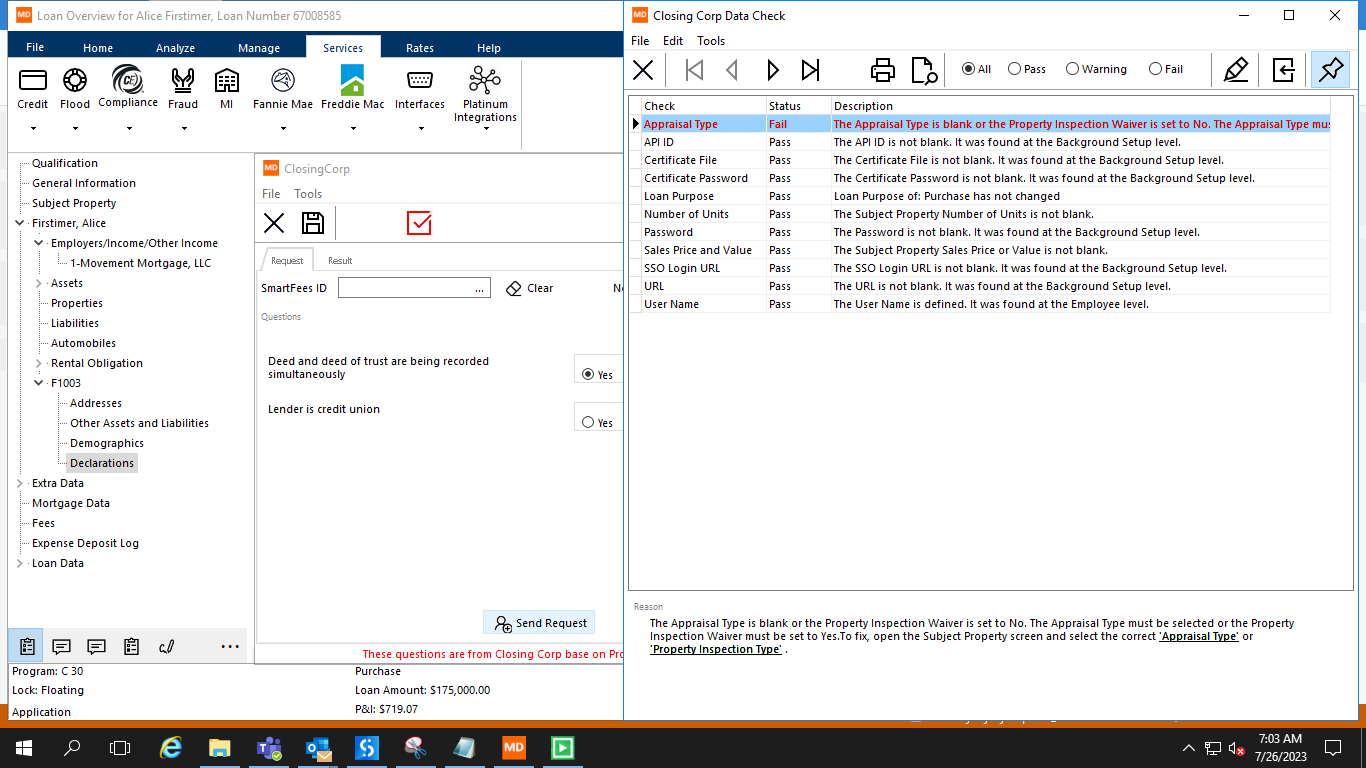 MD Loan Overview for Alice Firstimer, Loan Number 67008585
File Home Analyze Manage Services Rates Help
Credit Flood Compliance Fraud MI Fannie Mae Freddie Mac Interfaces Platinum Integrations
Qualification
General Information
Subject Property
Firstimer, Alice
Employers/Income/Other Income
1-Movement Mortgage, LLC
Assets
Properties
Liabilities
Automobiles
Rental Obligation
F1003
Addresses
Other Assets and Liabilities
Demographics
Declarations
Extra Data
Mortgage Data
Fees
Expense Deposit Log
Loan Data
Program: C 30
Lock: Floating
Application
Purchase
Loan Amount: $175,000.00
P&I: $719.07
MD ClosingCorp
File Tools
Request Result
SmartFees ID ... Clear
Questions
Deed and deed of trust are being recorded
simultaneously
Yes
Lender is credit union
Yes
Send Request
These questions are from Closing Corp base on
MD Closing Corp Data Check
File Edit Tools
All Pass Warning Fail
Check Status Description
Appraisal Type Fail The Appraisal Type is blank or the Property Inspection Waiver is set to No. The Appraisal Type
API ID Pass The API ID is not blank. It was found at the Background Setup level.
Certificate File Pass The Certificate File is not blank. It was found at the Background Setup level.
Certificate Password Pass The Certificate Password is not blank. It was found at the Background Setup level.
Loan Purpose Pass Loan Purpose of: Purchase has not changed
Number of Units Pass The Subject Property Number of Units is not blank.
Password Pass The Password is not blank. It was found at the Background Setup level.
Sales Price and Value Pass The Subject Property Sales Price or Value is not blank.
SSO Login URL Pass The SSO Login URL is not blank. It was found at the Background Setup level.
URL Pass The URL is not blank. It was found at the Background Setup level.
User Name Pass The User Name is defined. It was found at the Employee level.
Reason
The Appraisal Type is blank or the Property Inspection Waiver is set to No. The Appraisal Type must be selected or the Property
Inspection Waiver must be set to Yes.To fix, open the Subject Property screen and select the correct 'Appraisal Type' or
'Property Inspection Type' .
MD
7:03 AM
7/26/2023